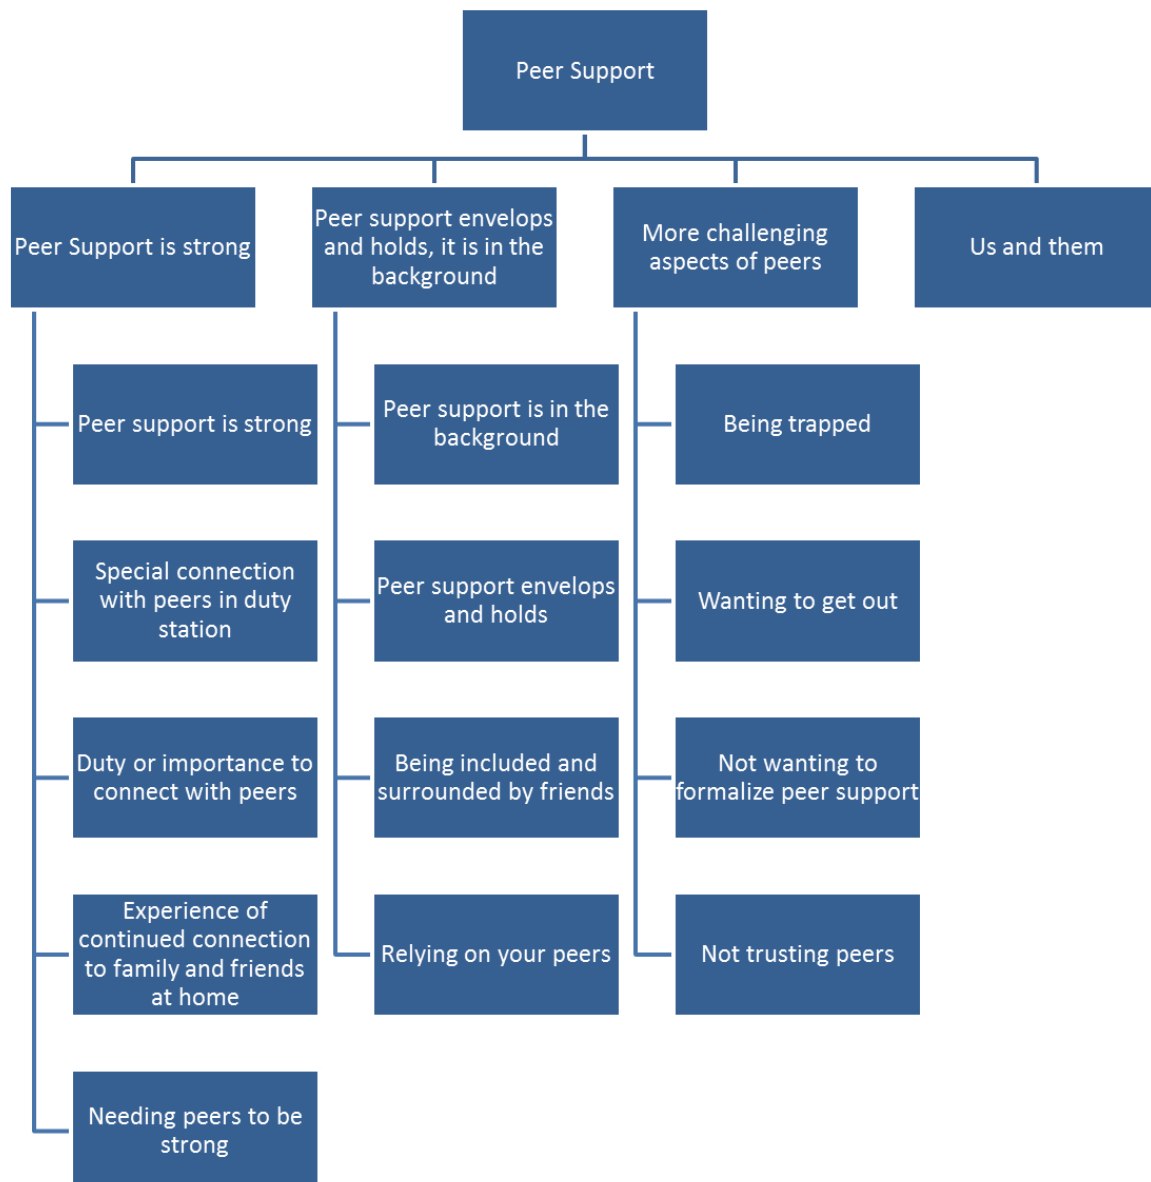 Peer Support
Peer Support is strong
Peer support envelops
and holds, it is in the
background
More challenging
aspects of peers
Us and them
Peer support is strong
Special connection
with peers in duty
station
Duty or importance to
connect with peers
Experience of
continued connection
to family and friends
at home
Needing peers to be
strong
Peer support is in the
background
Peer support envelops
and holds
Being included and
surrounded by friends
Relying on your peers
Being trapped
Wanting to get out
Not wanting to
formalize peer support
Not trusting peers